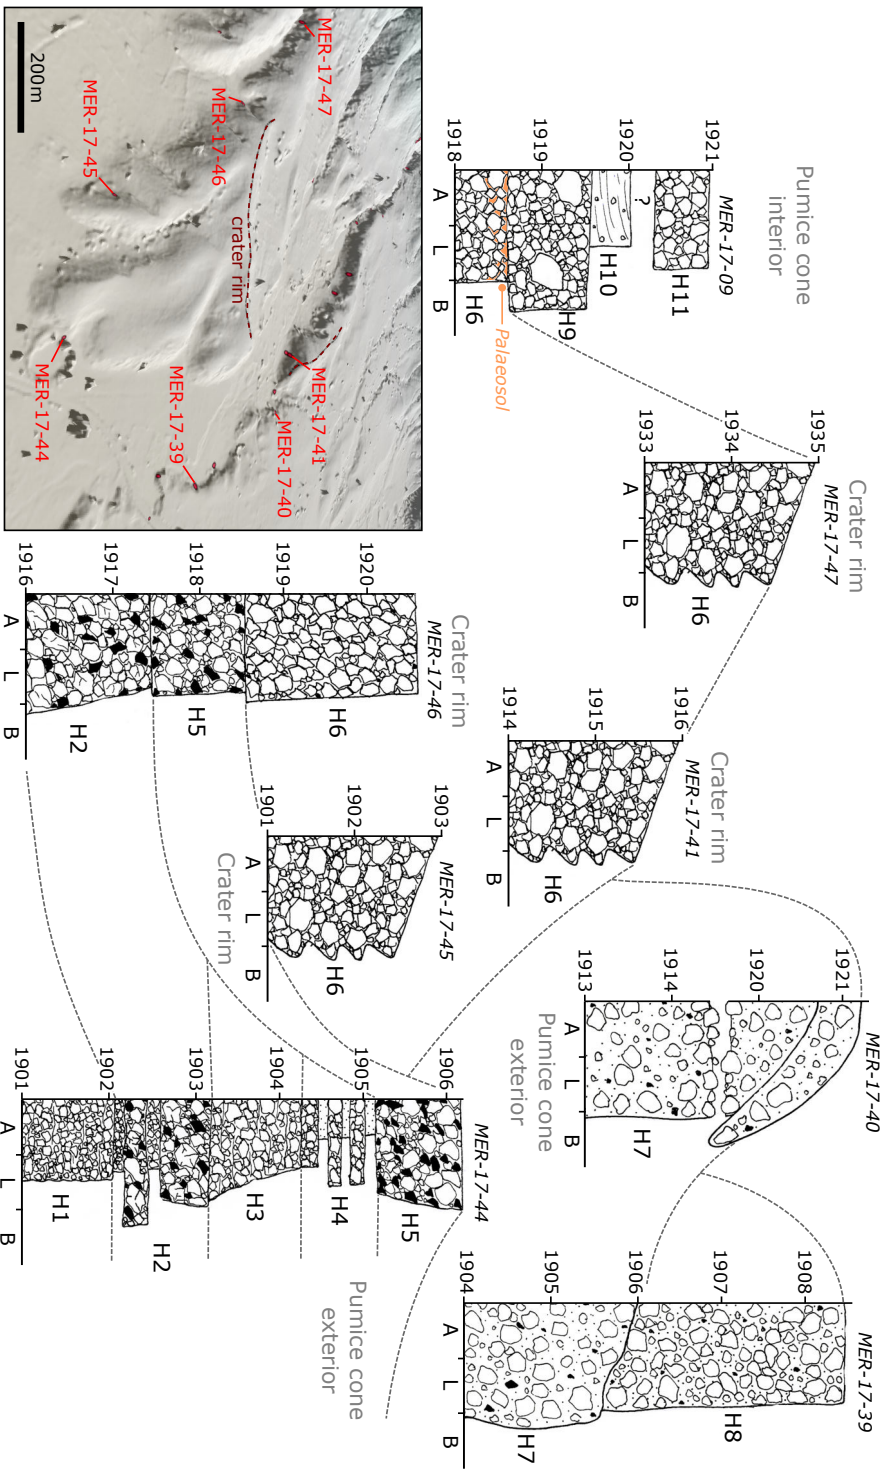 Pumice cone
interior
MER-17-09
1921
1920
1919
1918
?
H11
H10
H9
H6
Palaeosol
A
L
B
Crater rim
MER-17-47
1935
1934
1933
H6
A
L
B
Crater rim
MER-17-41
1916
1915
1914
H6
A
L
B
MER-17-40
1921
1920
1914
1913
H7
A
L
B
Pumice cone
exterior
MER-17-39
1908
1907
1906
1905
1904
H8
H7
A
L
B
MER-17-47
MER-17-46
MER-17-45
crater rim
MER-17-41
MER-17-40
MER-17-39
MER-17-44
200m
Crater rim
MER-17-46
1920
1919
1918
1917
1916
H6
H5
H2
A
L
B
MER-17-45
1903
1902
1901
H6
A
L
B
Crater rim
MER-17-44
1906
1905
1904
1903
1902
1901
H5
H4
H3
H2
H1
A
L
B
Pumice cone
exterior